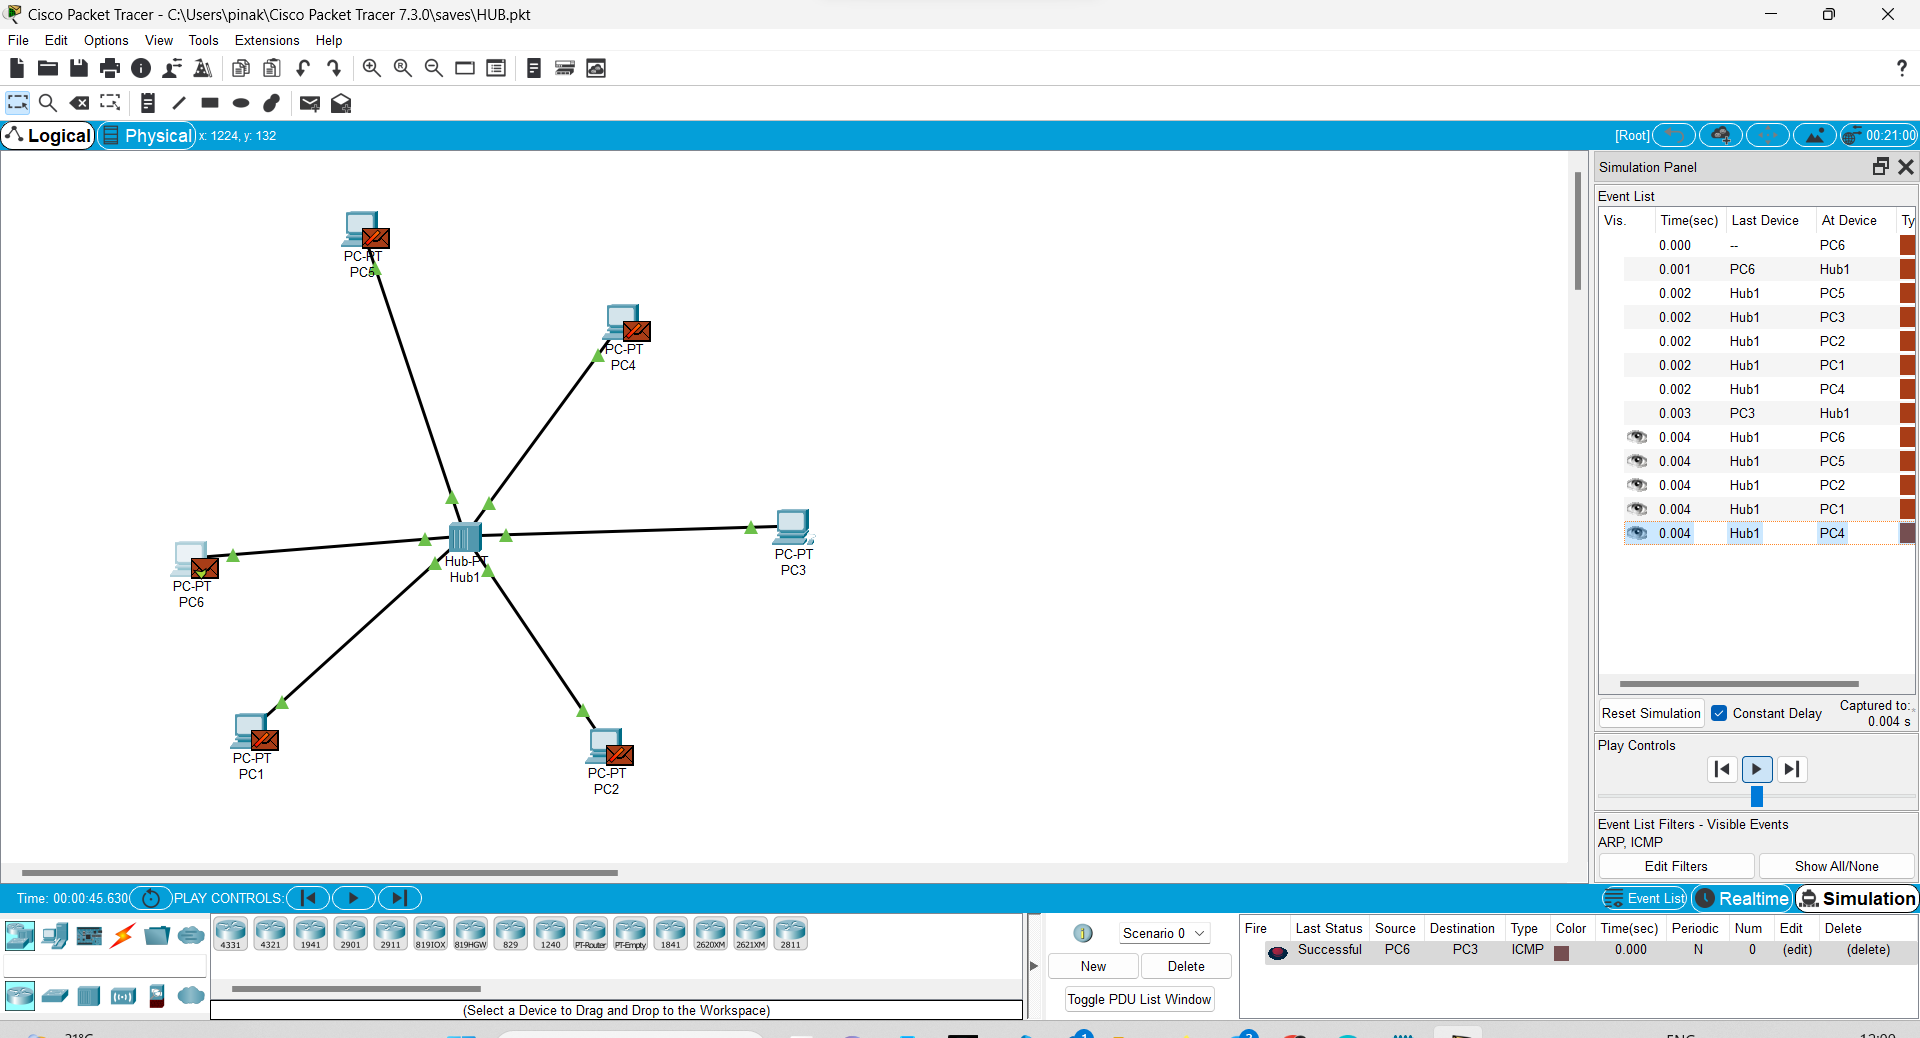 Cisco Packet Tracer - C:\Users\pinak\Cisco Packet Tracer 7.3.0\saves\HUB.pkt
File Edit Options View Tools Extensions Help
?
Logical Physical x: 1224, y: 132 [Root] 00:21:00
Simulation Panel
Event List
Vis. Time(sec) Last Device At Device Ty
0.000 -- PC6
0.001 PC6 Hub1
0.002 Hub1 PC5
0.002 Hub1 PC3
0.002 Hub1 PC2
0.002 Hub1 PC1
0.002 Hub1 PC4
0.003 PC3 Hub1
0.004 Hub1 PC6
0.004 Hub1 PC5
0.004 Hub1 PC2
0.004 Hub1 PC1
0.004 Hub1 PC4
PC-PT
PC5
PC-PT
PC4
PC-PT
PC3
Hub-PT
Hub1
PC-PT
PC6
PC-PT
PC1
PC-PT
PC2
Reset Simulation Constant Delay Captured to:
0.004 s
Play Controls
Event List Filters - Visible Events
ARP, ICMP
Edit Filters Show All/None
Time: 00:00:45.630 PLAY CONTROLS: Event List Realtime Simulation
4331 4321 1941 2901 2911 819IOX 819HGW 829 1240 PT-Router PT-Empty 1841 2620XM 2621XM 2811
(Select a Device to Drag and Drop to the Workspace)
Scenario 0
New Delete
Toggle PDU List Window
Fire Last Status Source Destination Type Color Time(sec) Periodic Num Edit Delete
Successful PC6 PC3 ICMP 0.000 N 0 (edit) (delete)